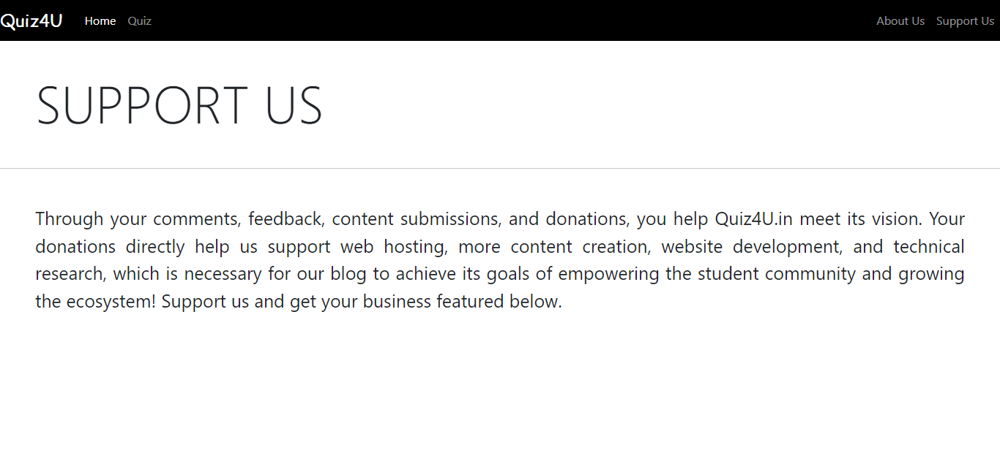 Quiz4U Home Quiz About Us Support Us
SUPPORT US
Through your comments, feedback, content submissions, and donations, you help Quiz4U.in meet its vision. Your
donations directly help us support web hosting, more content creation, website development, and technical
research, which is necessary for our blog to achieve its goals of empowering the student community and growing
the ecosystem! Support us and get your business featured below.